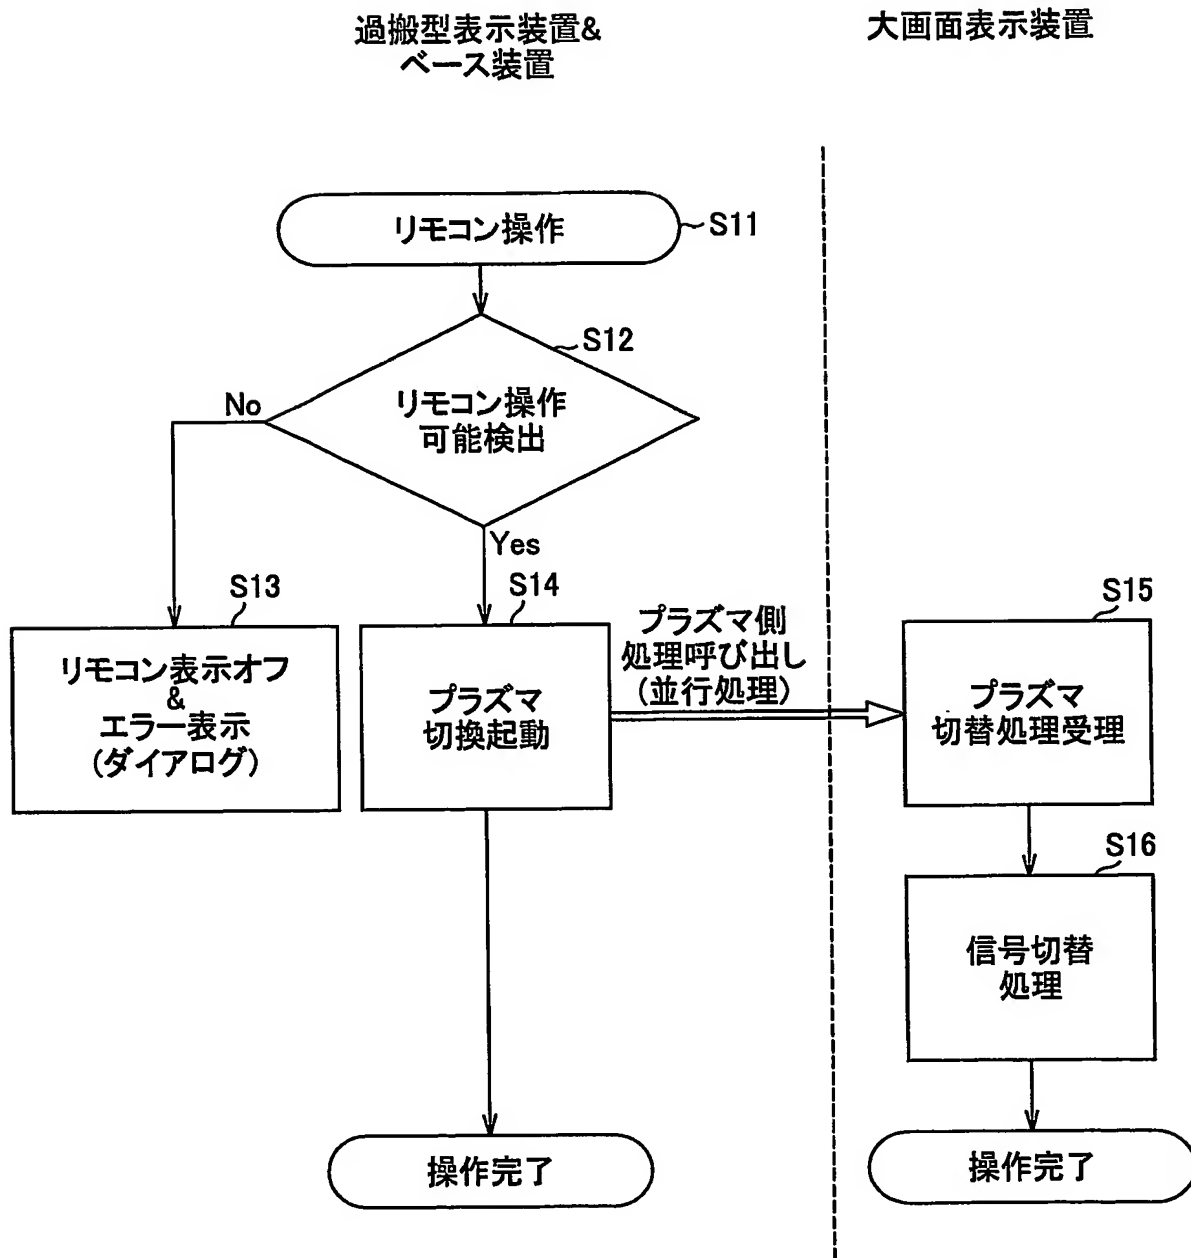 過搬型表示装置&
ベース装置
大画面表示装置
リモコン操作
S11
S12
リモコン操作
可能検出
No
Yes
S13
リモコン表示オフ
&
エラー表示
(ダイアログ)
S14
プラズマ
切換起動
プラズマ側
処理呼び出し
(並行処理)
S15
プラズマ
切替処理受理
S16
信号切替
処理
操作完了
操作完了